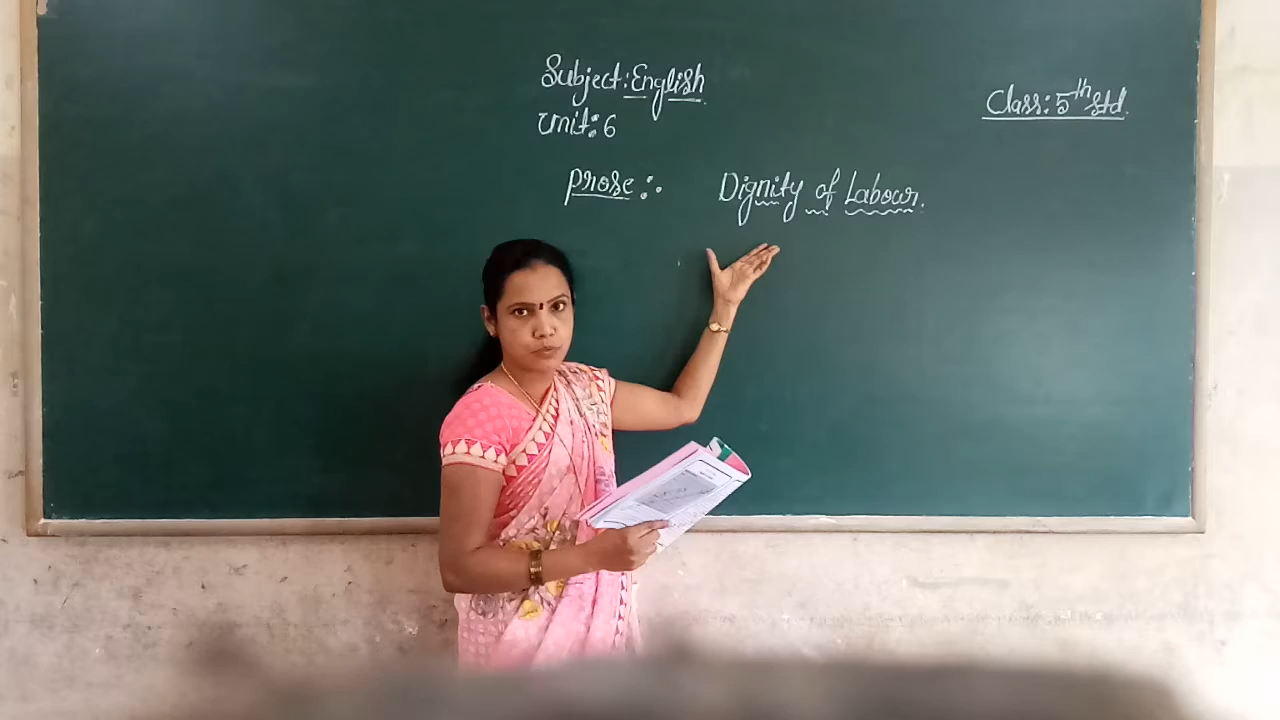 Subject: English
Class: 5th Std.
Unit: 6
Prose :. Dignity of Labour.